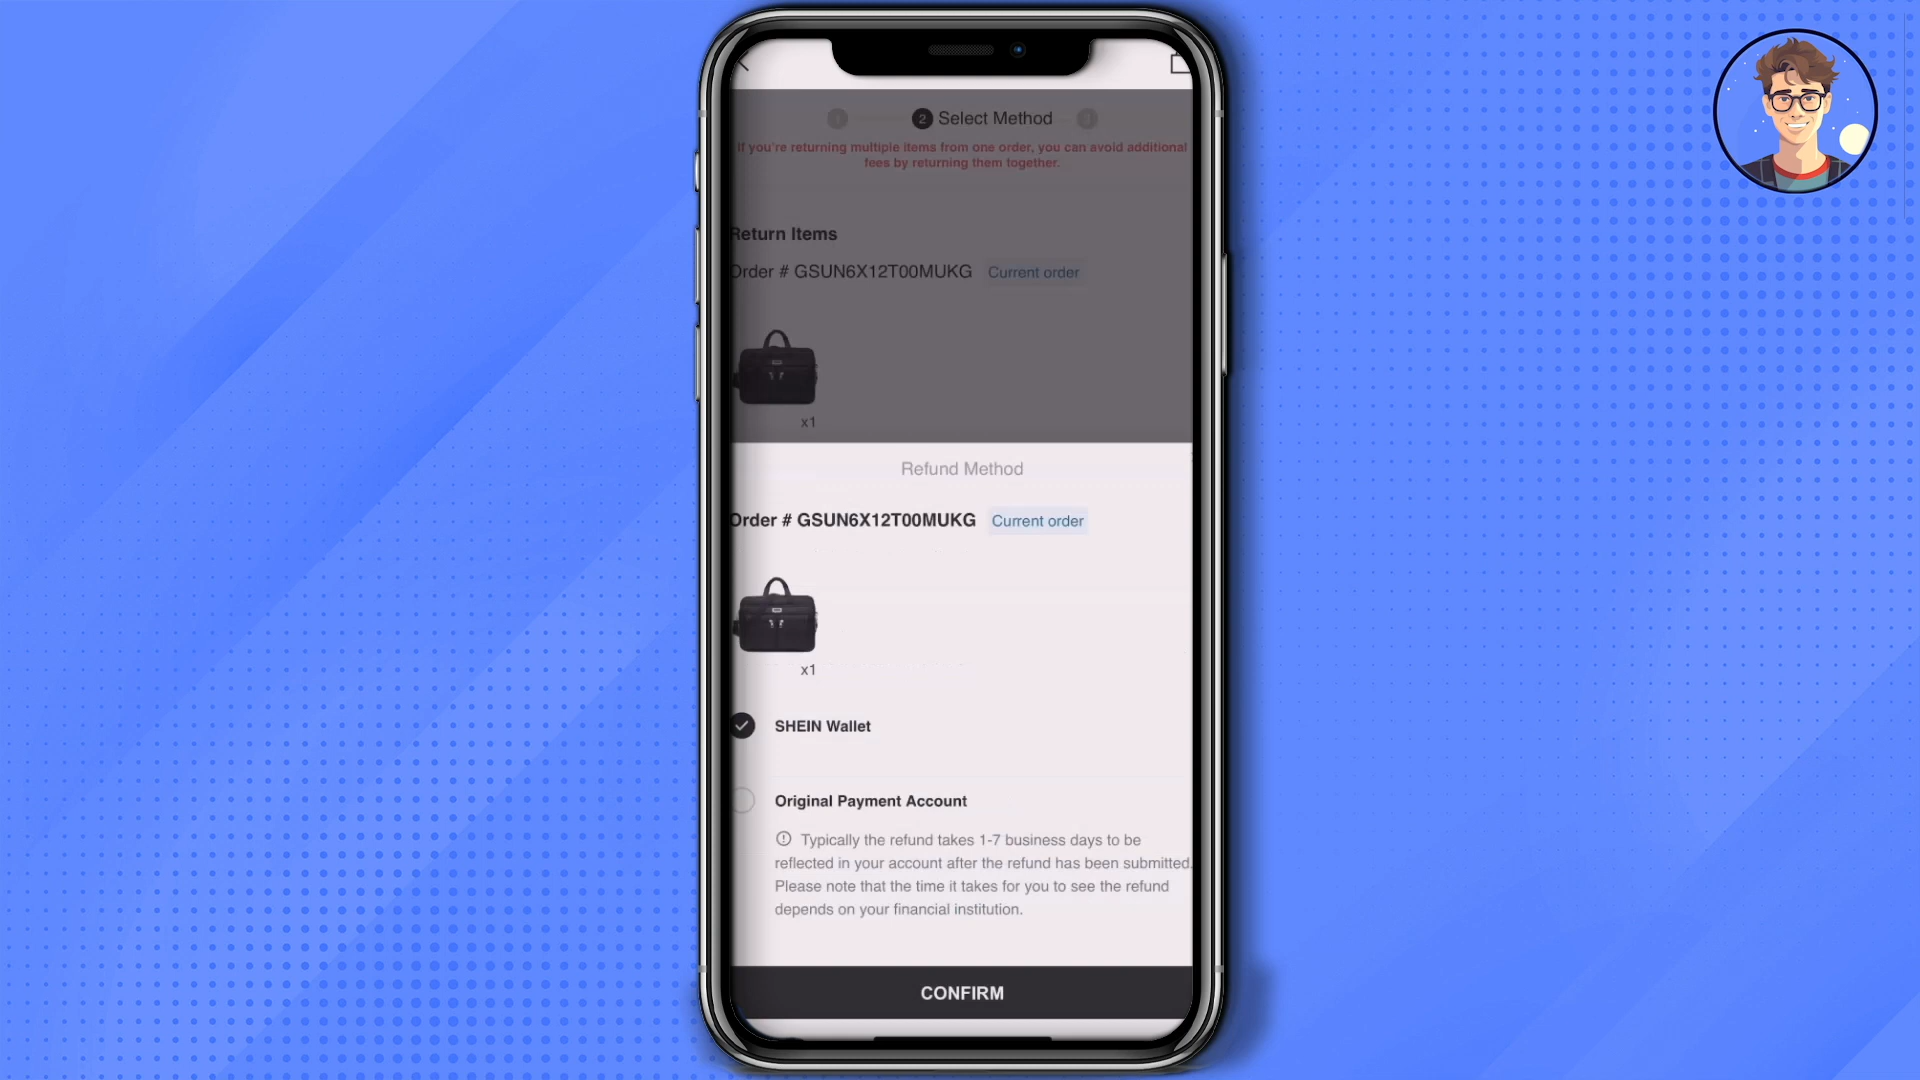 1 2 Select Method 3
If you're returning multiple items from one order, you can avoid additional
fees by returning them together.
Return Items
Order # GSUN6X12T00MUKG Current order
x1
Refund Method
Order # GSUN6X12T00MUKG Current order
x1
SHEIN Wallet
Original Payment Account
Typically the refund takes 1-7 business days to be
reflected in your account after the refund has been submitted.
Please note that the time it takes for you to see the refund
depends on your financial institution.
CONFIRM